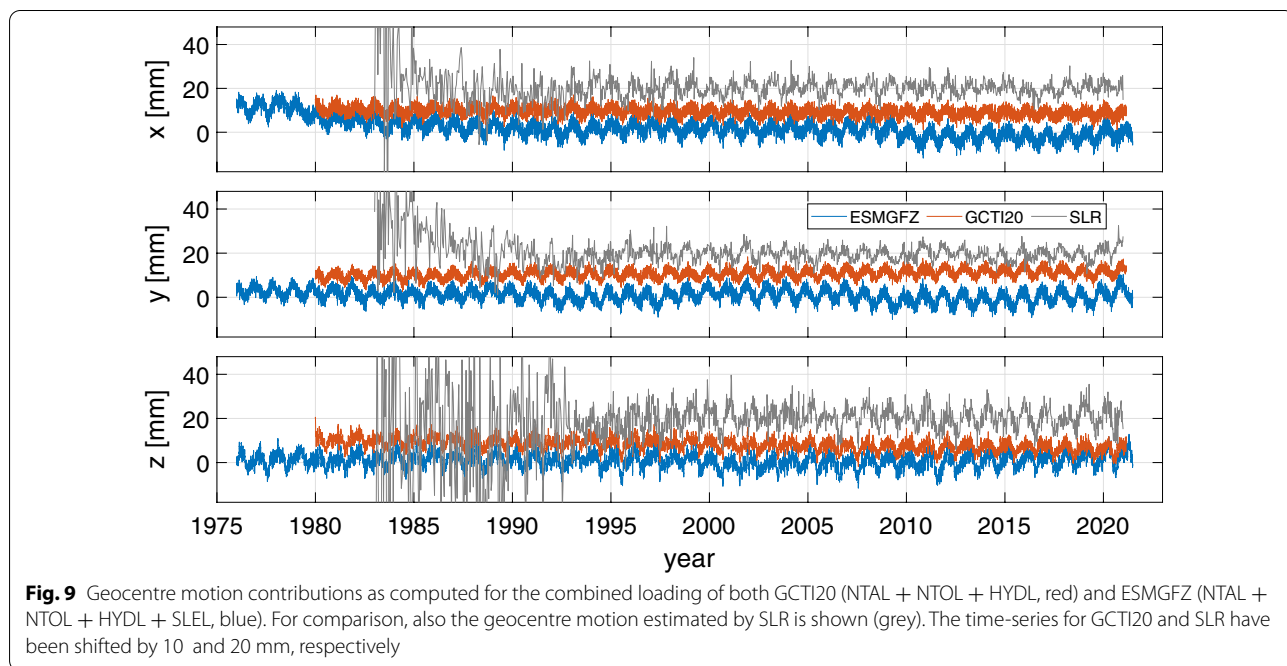 40
20
0
x [mm]
40
20
0
y [mm]
ESMGFZ GCTI20 SLR
40
20
0
z [mm]
1975 1980 1985 1990 1995 2000 2005 2010 2015 2020
year
Fig. 9 Geocentre motion contributions as computed for the combined loading of both GCTI20 (NTAL + NTOL + HYDL, red) and ESMGFZ (NTAL +
NTOL + HYDL + SLEL, blue). For comparison, also the geocentre motion estimated by SLR is shown (grey). The time-series for GCTI20 and SLR have
been shifted by 10 and 20 mm, respectively